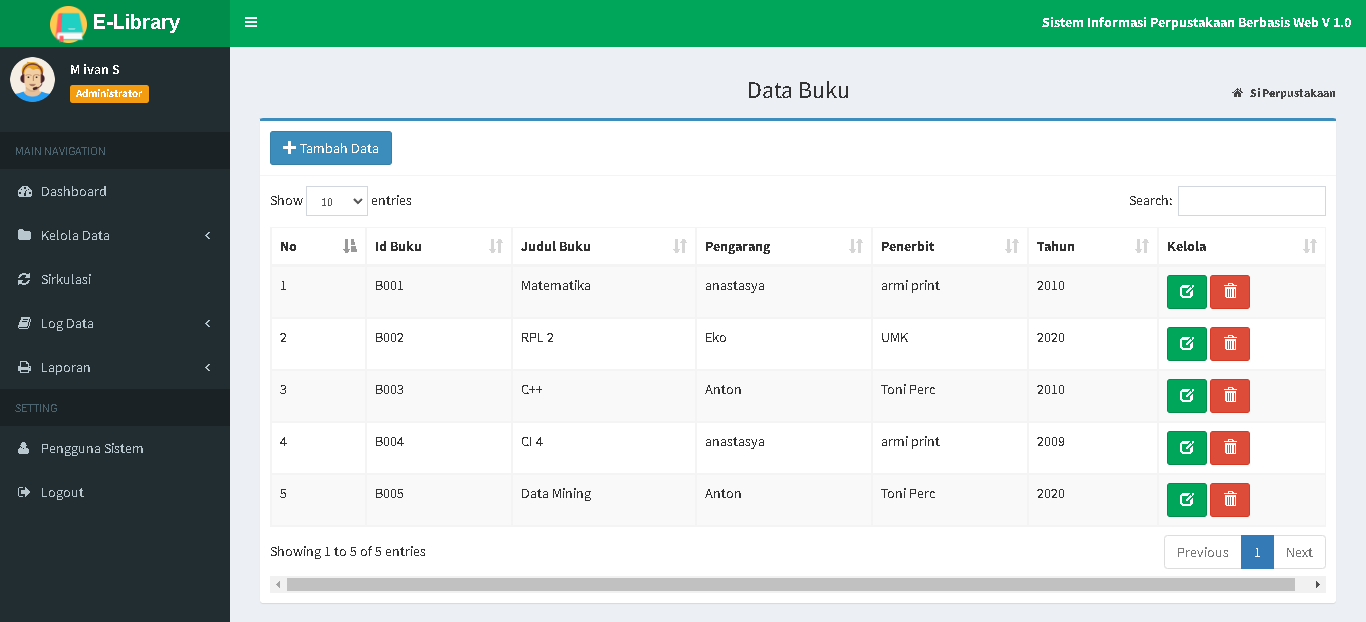 E-Library
Sistem Informasi Perpustakaan Berbasis Web V 1.0
M ivan S
Administrator
MAIN NAVIGATION
Dashboard
Kelola Data
Sirkulasi
Log Data
Laporan
SETTING
Pengguna Sistem
Logout
Data Buku
Si Perpustakaan
Tambah Data
Show 10 entries
Search:
No Id Buku Judul Buku Pengarang Penerbit Tahun Kelola
1 B001 Matematika anastasya armi print 2010
2 B002 RPL 2 Eko UMK 2020
3 B003 C++ Anton Toni Perc 2010
4 B004 CI 4 anastasya armi print 2009
5 B005 Data Mining Anton Toni Perc 2020
Showing 1 to 5 of 5 entries
Previous 1 Next